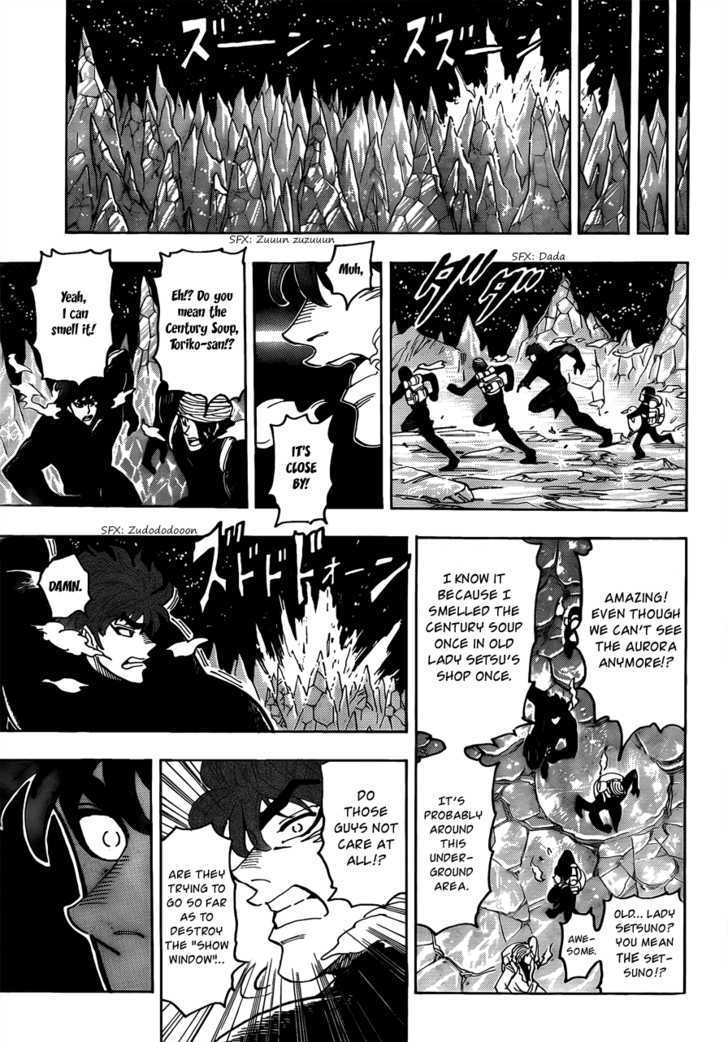 ズーン
ズズーン
SFX: Zuuun zuzuuun
SFX: Dada
ダダ
Muh,
IT'S
CLOSE
BY!
Eh!? Do you
mean the
Century Soup,
Toriko-san!?
Yeah,
I can
smell it!
AMAZING!
EVEN THOUGH
WE CAN'T SEE
THE AURORA
ANYMORE!?
I KNOW IT
BECAUSE I
SMELLED THE
CENTURY SOUP
ONCE IN OLD
LADY SETSU'S
SHOP ONCE.
IT'S
PROBABLY
AROUND
THIS
UNDER-
GROUND
AREA.
OLD... LADY
SETSUNO?
YOU MEAN
THE SET-
SUNO!?
AWE-
SOME.
SFX: Zudododooon
ズドドドォーン
DAMN.
DO
THOSE
GUYS NOT
CARE AT
ALL!?
ARE THEY
TRYING TO
GO SO FAR
AS TO
DESTROY
THE "SHOW
WINDOW"...